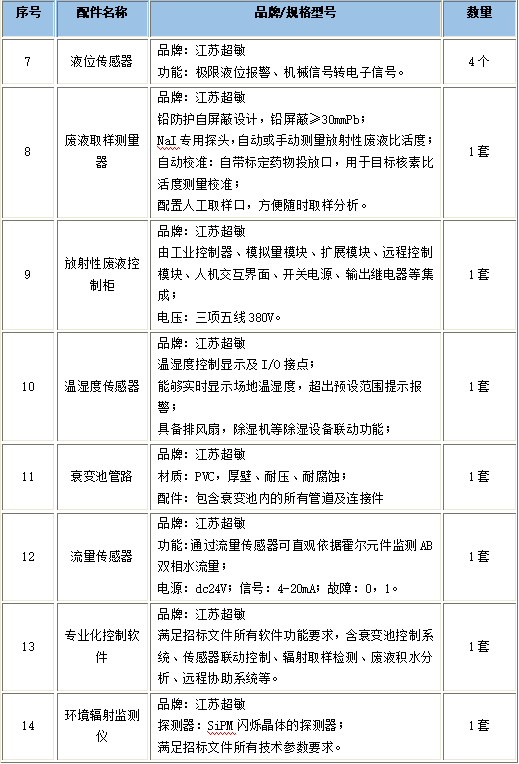 序号 配件名称 品牌/规格型号 数量
7 液位传感器 品牌：江苏超敏 4个
功能：极限液位报警、机械信号转电子信号。
8 废液取样测量器 品牌：江苏超敏 1套
铅防护自屏蔽设计，铅屏蔽≥30mmPb；
NaI专用探头,自动或手动测量放射性废液比活度；
自动校准：自带标定药物投放口，用于目标核素比
活度测量校准；
配置人工取样口，方便随时取样分析。
9 放射性废液控制柜 品牌：江苏超敏 1套
由工业控制器、模拟量模块、扩展模块、远程控制
模块、人机交互界面、开关电源、输出继电器等集
成；
电压：三项五线380V。
10 温湿度传感器 品牌：江苏超敏 1套
温湿度控制显示及I/O接点；
能够实时显示场地温湿度，超出预设范围提示报
警；
具备排风扇，除湿机等除湿设备联动功能；
11 衰变池管路 品牌：江苏超敏 1套
材质：PVC，厚壁、耐压、耐腐蚀；
配件：包含衰变池内的所有管道及连接件
12 流量传感器 品牌：江苏超敏 1套
功能:通过流量传感器可直观依据霍尔元件监测AB
双相水流量；
电源：dc24V；信号：4-20mA；故障：0，1。
13 专业化控制软件 品牌：江苏超敏 1套
满足招标文件所有软件功能要求，含衰变池控制系
统、传感器联动控制、辐射取样检测、废液积水分
析、远程协助系统等。
14 环境辐射监测仪 品牌：江苏超敏 1套
探测器：SiPM闪烁晶体的探测器；
满足招标文件所有技术参数要求。